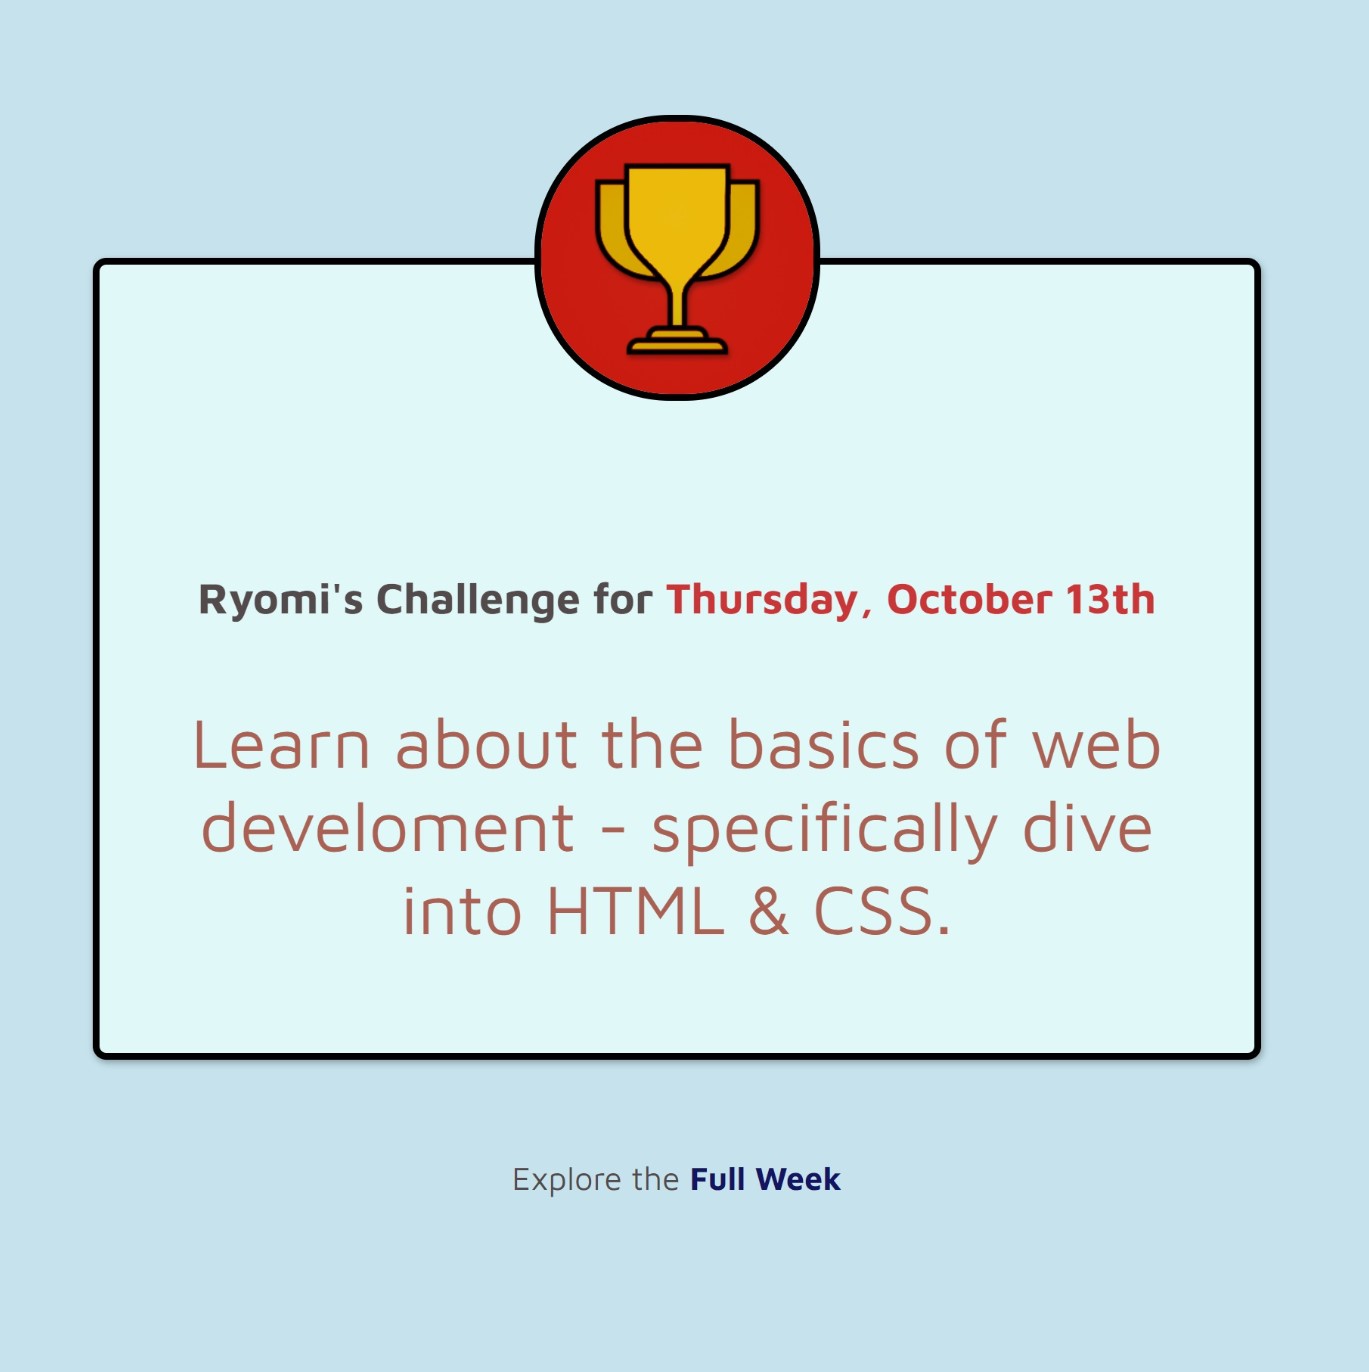 Ryomi's Challenge for Thursday, October 13th
Learn about the basics of web
develoment - specifically dive
into HTML & CSS.
Explore the Full Week